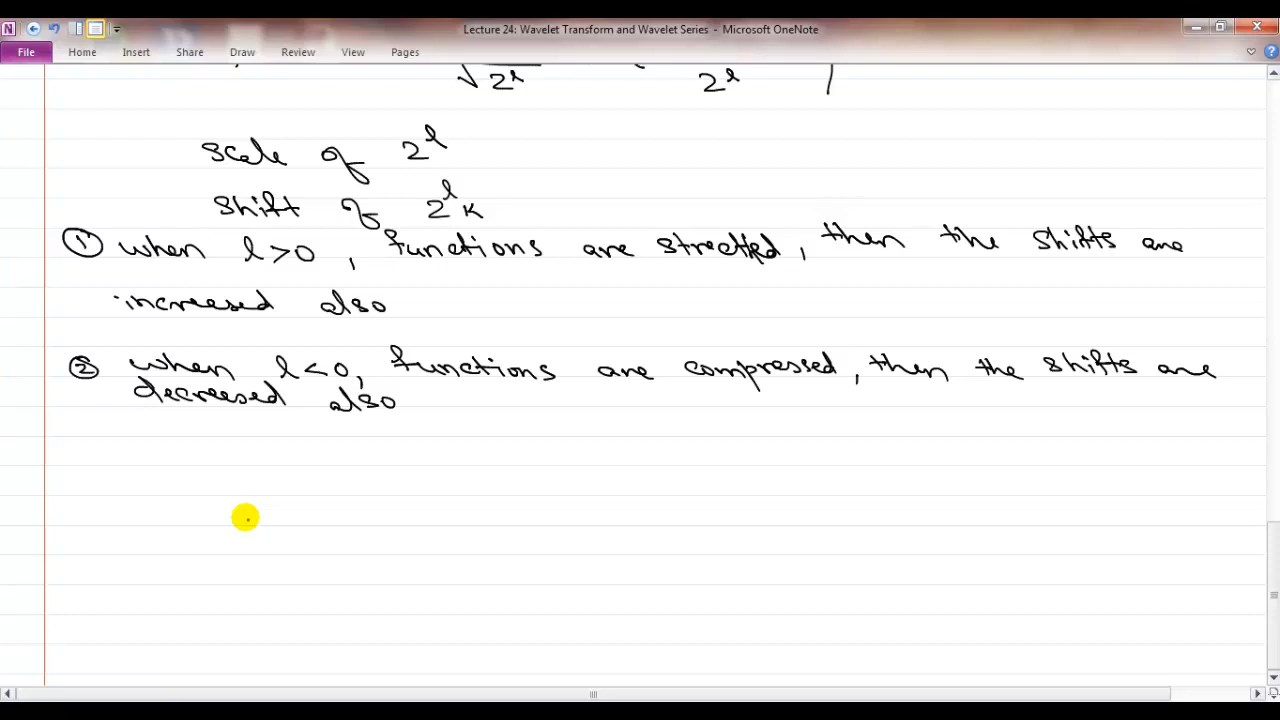 Lecture 24: Wavelet Transform and Wavelet Series - Microsoft OneNote
File Home Insert Share Draw Review View Pages
√2^l 2^l
scale of 2^l
shift of 2^l k
① when l>0, functions are stretched, then the shifts are
increased also
② when l<0, functions are compressed, then the shifts are
decreased also